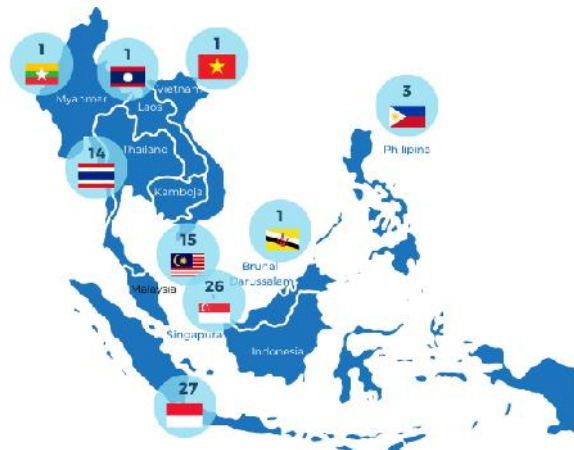 1
1
1
Myanmar
Vietnam
Laos
3
Philipina
14
Thailand
Kamboja
1
15
Brunai
Darussalam
Malaysia
26
Singapura
Indonesia
27